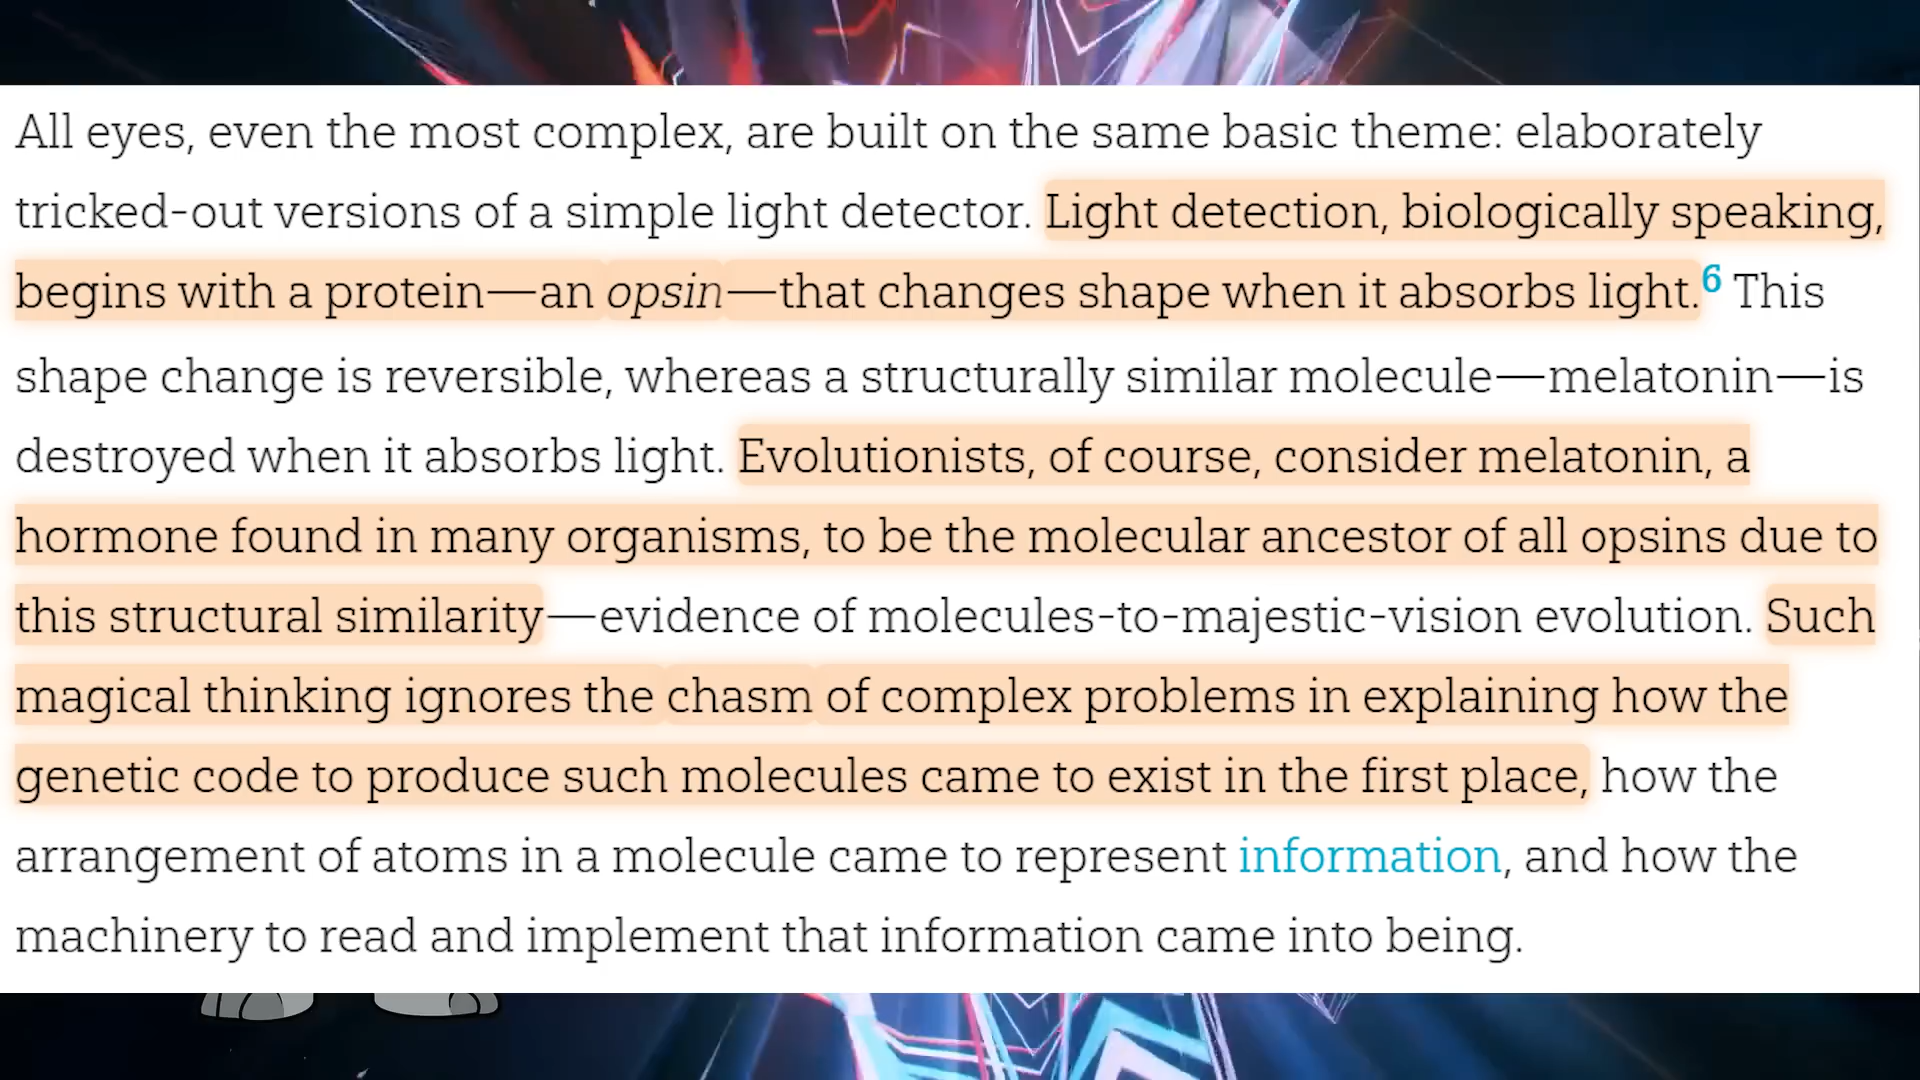 All eyes, even the most complex, are built on the same basic theme: elaborately
tricked-out versions of a simple light detector. Light detection, biologically speaking,
begins with a protein—an opsin—that changes shape when it absorbs light.6 This
shape change is reversible, whereas a structurally similar molecule—melatonin—is
destroyed when it absorbs light. Evolutionists, of course, consider melatonin, a
hormone found in many organisms, to be the molecular ancestor of all opsins due to
this structural similarity—evidence of molecules-to-majestic-vision evolution. Such
magical thinking ignores the chasm of complex problems in explaining how the
genetic code to produce such molecules came to exist in the first place, how the
arrangement of atoms in a molecule came to represent information, and how the
machinery to read and implement that information came into being.